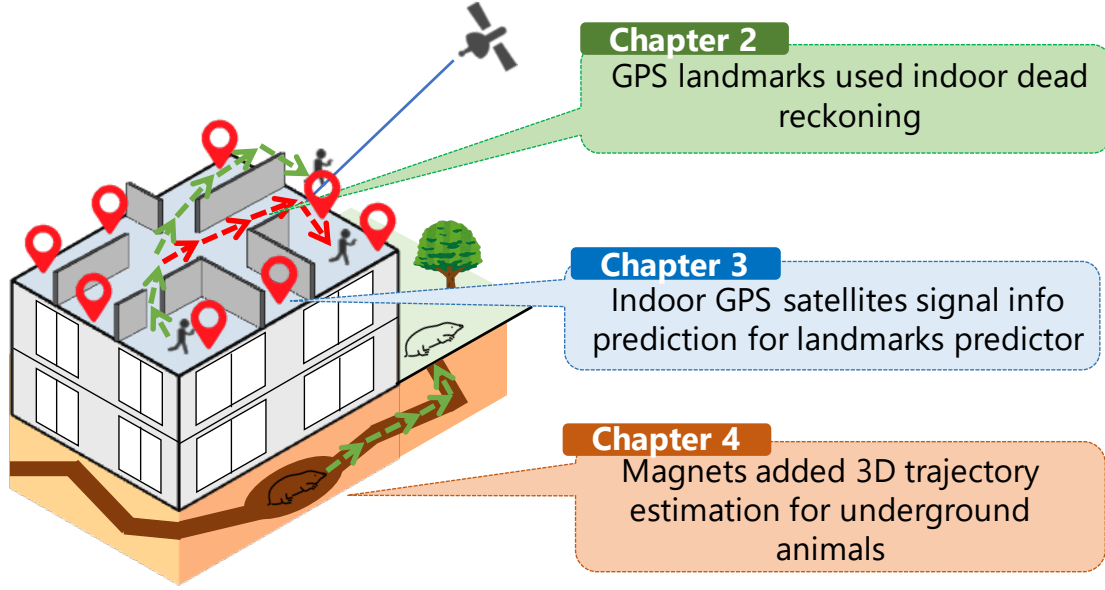 Chapter 2
GPS landmarks used indoor dead
reckoning
Chapter 3
Indoor GPS satellites signal info
prediction for landmarks predictor
Chapter 4
Magnets added 3D trajectory
estimation for underground
animals